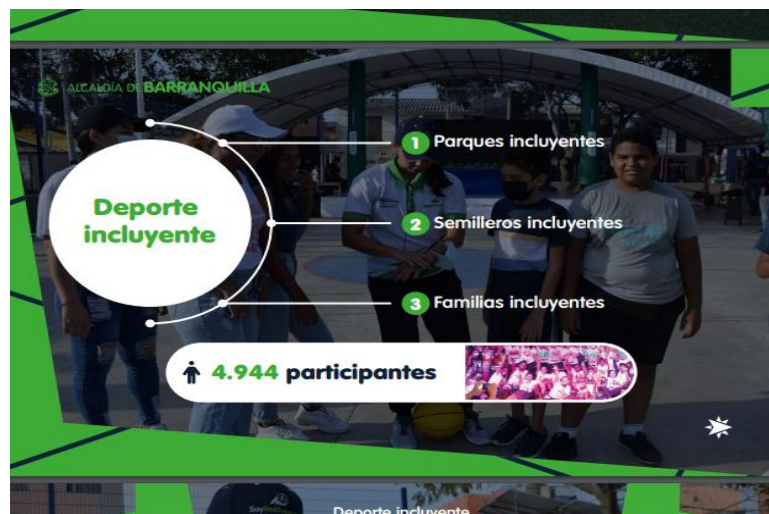 ALCALDÍA DE BARRANQUILLA
Deporte
incluyente
1 Parques incluyentes
2 Semilleros incluyentes
3 Familias incluyentes
4.944 participantes
Deporte incluyente